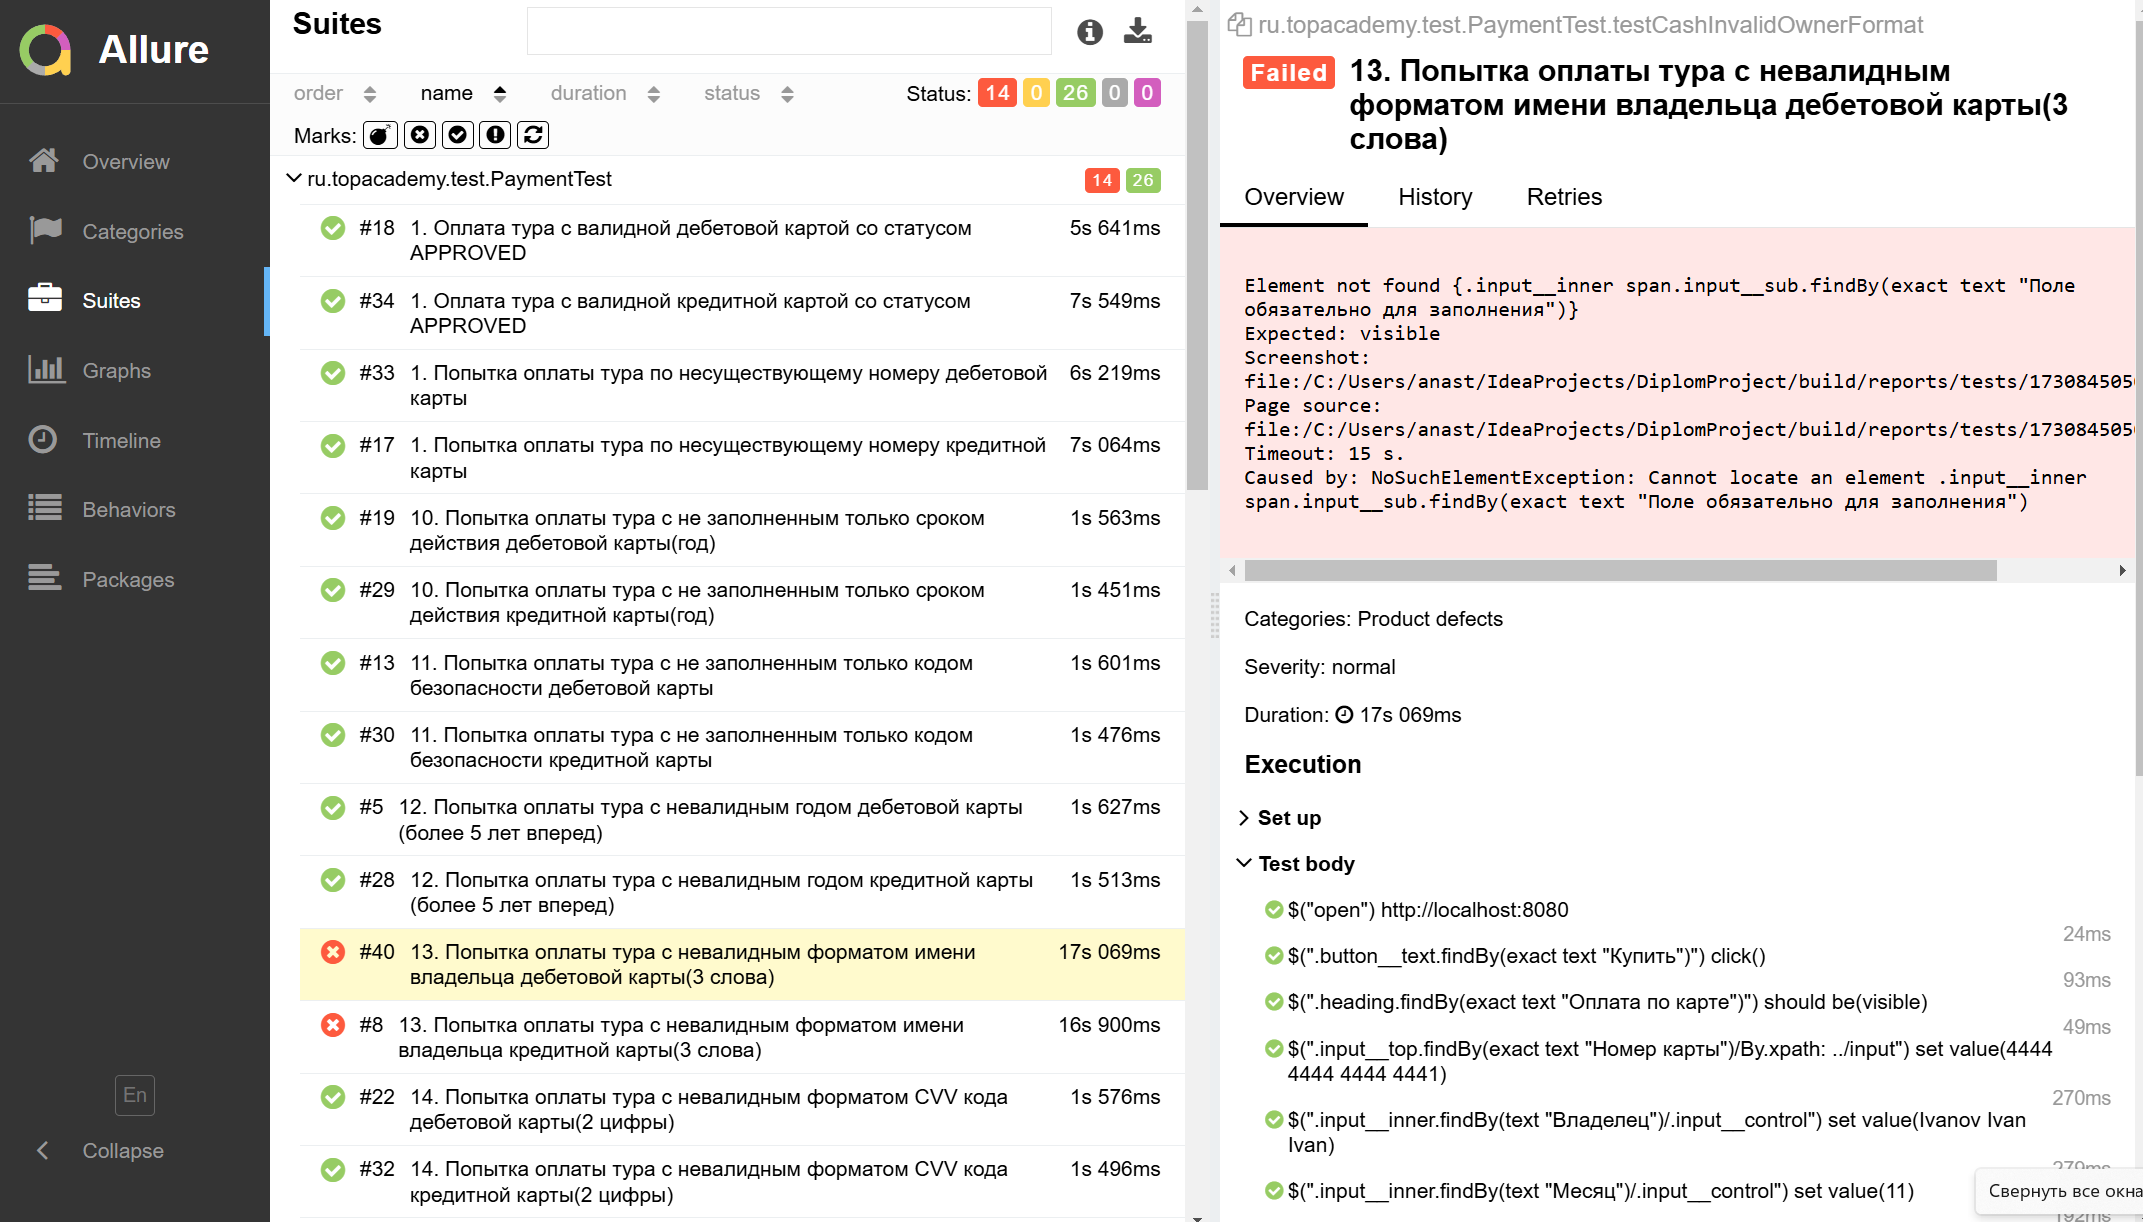 Allure
Overview
Categories
Suites
Graphs
Timeline
Behaviors
Packages
En
Collapse
Suites
order name duration status Status: 14 0 26 0 0
Marks:
ru.topacademy.test.PaymentTest 14 26
#18 1. Оплата тура с валидной дебетовой картой со статусом 5s 641ms
APPROVED
#34 1. Оплата тура с валидной кредитной картой со статусом 7s 549ms
APPROVED
#33 1. Попытка оплаты тура по несуществующему номеру дебетовой 6s 219ms
карты
#17 1. Попытка оплаты тура по несуществующему номеру кредитной 7s 064ms
карты
#19 10. Попытка оплаты тура с не заполненным только сроком 1s 563ms
действия дебетовой карты(год)
#29 10. Попытка оплаты тура с не заполненным только сроком 1s 451ms
действия кредитной карты(год)
#13 11. Попытка оплаты тура с не заполненным только кодом 1s 601ms
безопасности дебетовой карты
#30 11. Попытка оплаты тура с не заполненным только кодом 1s 476ms
безопасности кредитной карты
#5 12. Попытка оплаты тура с невалидным годом дебетовой карты 1s 627ms
(более 5 лет вперед)
#28 12. Попытка оплаты тура с невалидным годом кредитной карты 1s 513ms
(более 5 лет вперед)
#40 13. Попытка оплаты тура с невалидным форматом имени 17s 069ms
владельца дебетовой карты(3 слова)
#8 13. Попытка оплаты тура с невалидным форматом имени 16s 900ms
владельца кредитной карты(3 слова)
#22 14. Попытка оплаты тура с невалидным форматом CVV кода 1s 576ms
дебетовой карты(2 цифры)
#32 14. Попытка оплаты тура с невалидным форматом CVV кода 1s 496ms
кредитной карты(2 цифры)
ru.topacademy.test.PaymentTest.testCashInvalidOwnerFormat
Failed 13. Попытка оплаты тура с невалидным
форматом имени владельца дебетовой карты(3
слова)
Overview History Retries
Element not found {.input__inner span.input__sub.findBy(exact text "Поле
обязательно для заполнения")}
Expected: visible
Screenshot:
file:/C:/Users/anast/IdeaProjects/DiplomProject/build/reports/tests/173084505
Page source:
file:/C:/Users/anast/IdeaProjects/DiplomProject/build/reports/tests/173084505
Timeout: 15 s.
Caused by: NoSuchElementException: Cannot locate an element .input__inner
span.input__sub.findBy(exact text "Поле обязательно для заполнения")
Categories: Product defects
Severity: normal
Duration: 17s 069ms
Execution
Set up
Test body
$("open") http://localhost:8080
24ms
$(".button__text.findBy(exact text "Купить")") click()
93ms
$(".heading.findBy(exact text "Оплата по карте")") should be(visible)
49ms
$(".input__top.findBy(exact text "Номер карты")/By.xpath: ../input") set value(4444
4444 4444 4441)
270ms
$(".input__inner.findBy(text "Владелец")/.input__control") set value(Ivanov Ivan
Ivan)
279ms
$(".input__inner.findBy(text "Месяц")/.input__control") set value(11)
Свернуть все окна
192ms